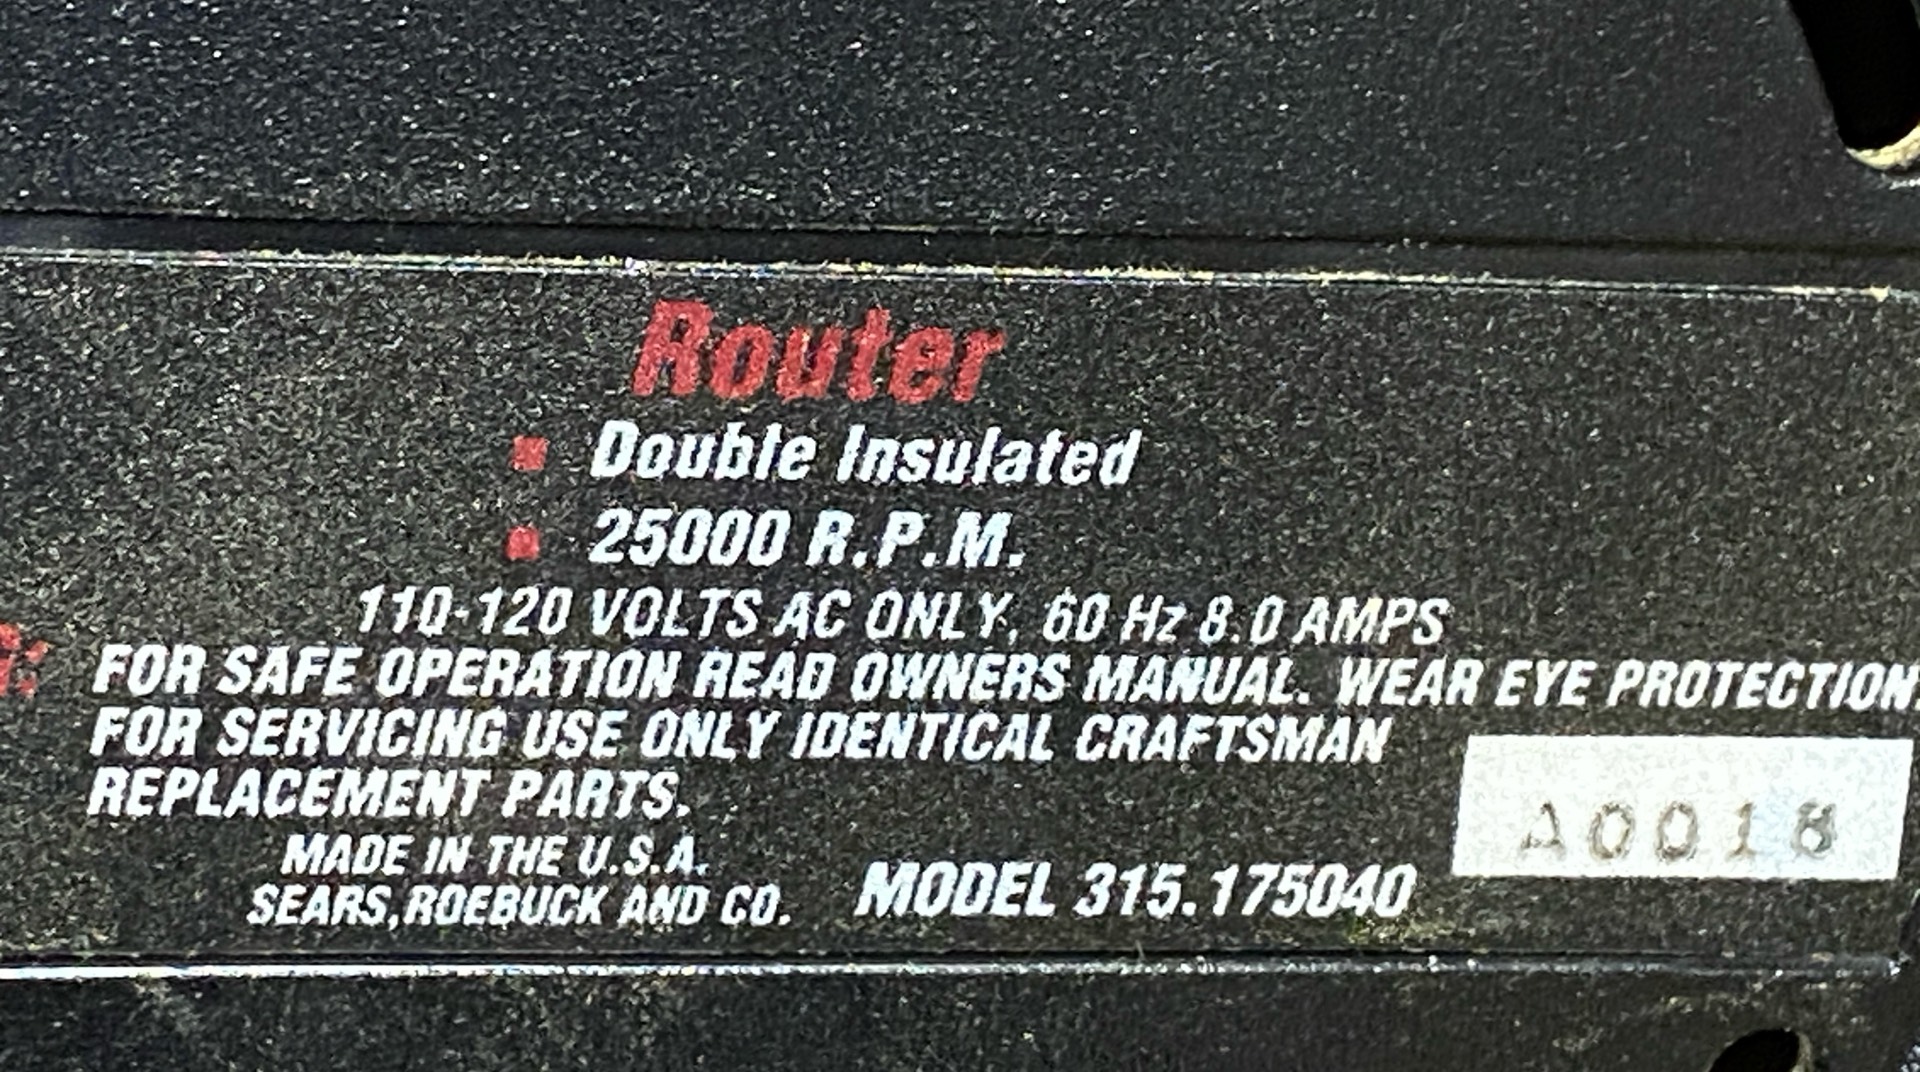 Router
Double Insulated
25000 R.P.M.
110-120 VOLTS AC ONLY, 60 Hz 8.0 AMPS
FOR SAFE OPERATION READ OWNERS MANUAL. WEAR EYE PROTECTION.
FOR SERVICING USE ONLY IDENTICAL CRAFTSMAN
REPLACEMENT PARTS.
MADE IN THE U.S.A.
SEARS,ROEBUCK AND CO.
MODEL 315.175040
A0018